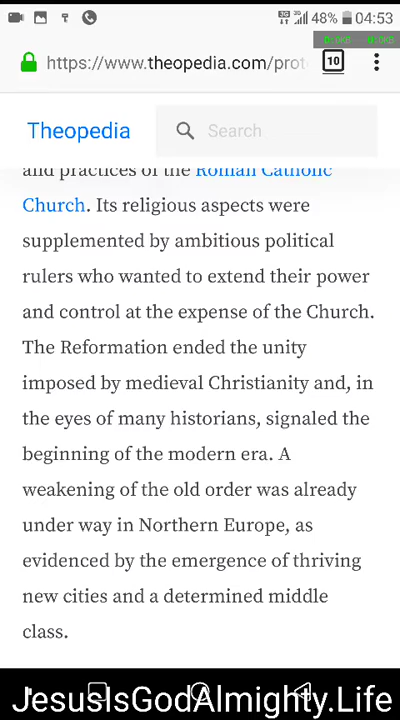 48% 04:53
https://www.theopedia.com/prot
10
Theopedia
Search
and practices of the Roman Catholic
Church. Its religious aspects were
supplemented by ambitious political
rulers who wanted to extend their power
and control at the expense of the Church.
The Reformation ended the unity
imposed by medieval Christianity and, in
the eyes of many historians, signaled the
beginning of the modern era. A
weakening of the old order was already
under way in Northern Europe, as
evidenced by the emergence of thriving
new cities and a determined middle
class.
JesusIsGodAlmighty.Life